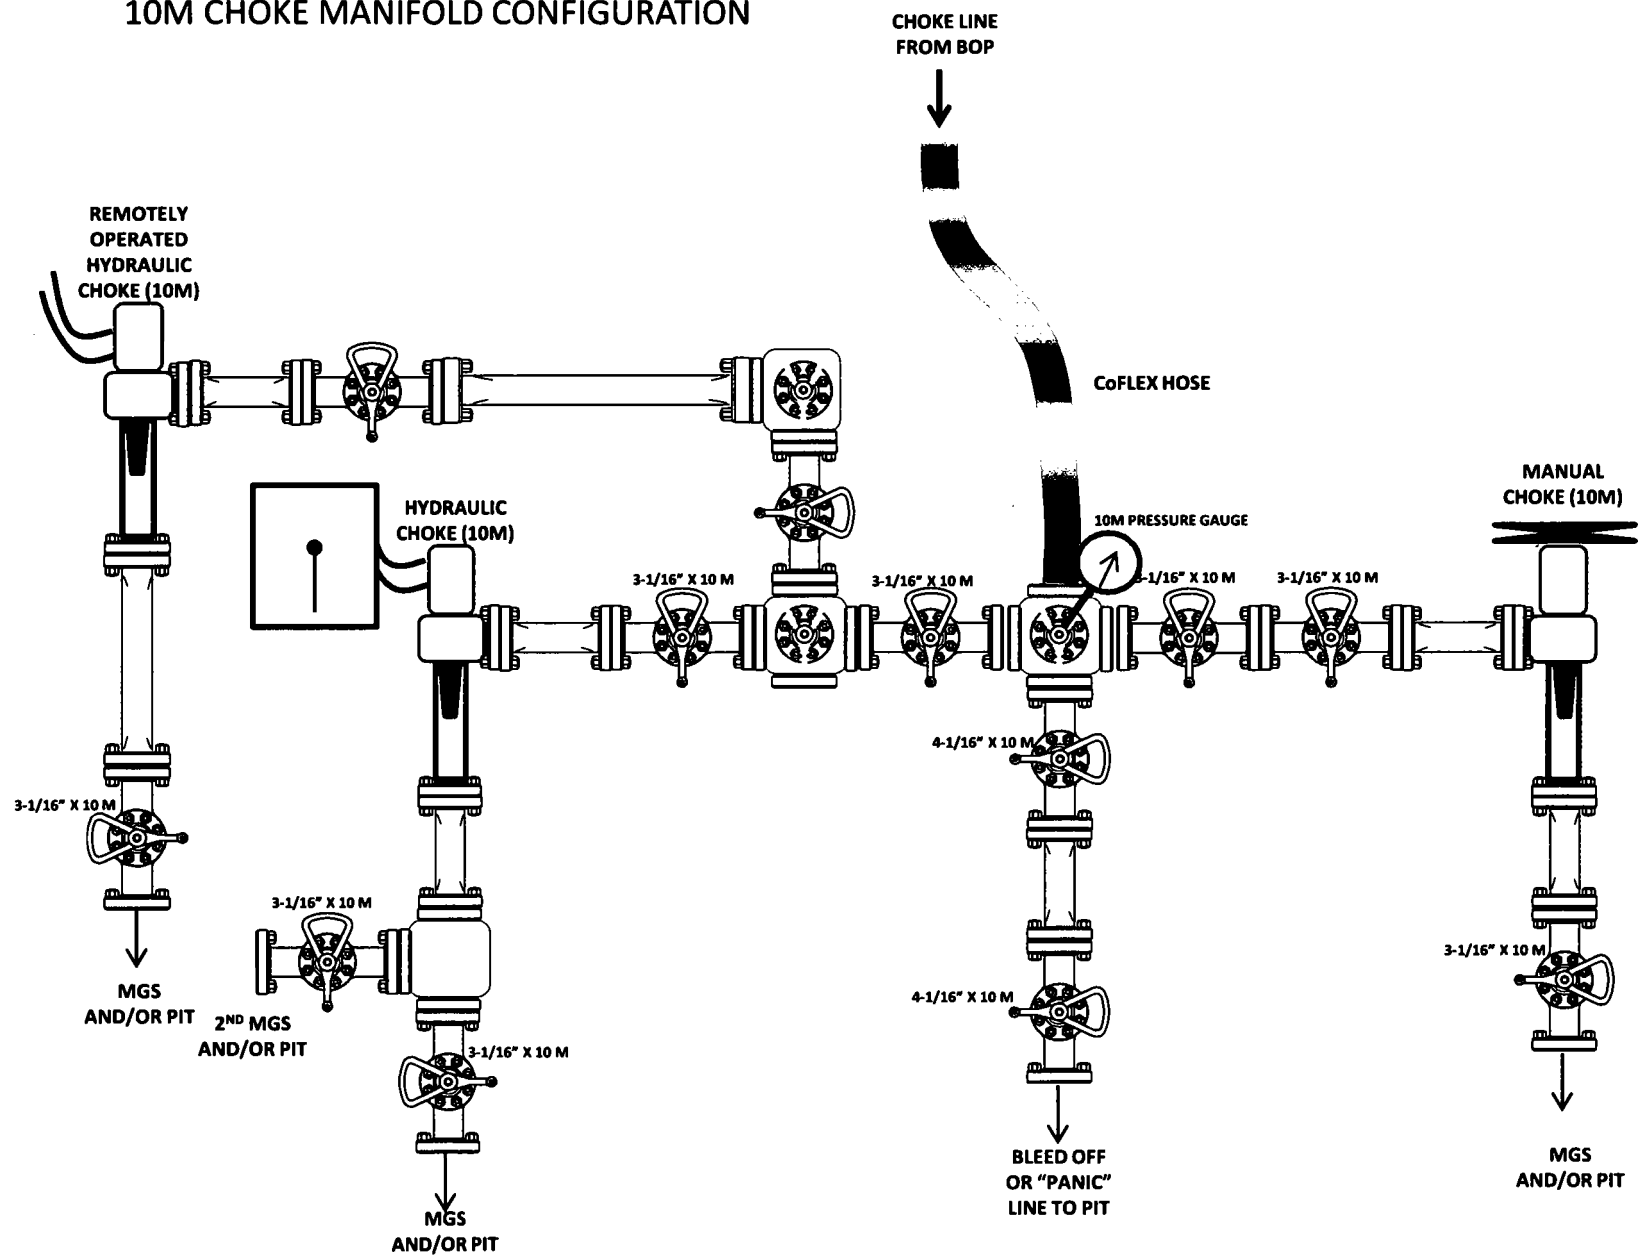 10M CHOKE MANIFOLD CONFIGURATION
CHOKE LINE
FROM BOP
REMOTELY
OPERATED
HYDRAULIC
CHOKE (10M)
CoFLEX HOSE
HYDRAULIC
CHOKE (10M)
MANUAL
CHOKE (10M)
10M PRESSURE GAUGE
3-1/16" X 10 M
3-1/16" X 10 M
3-1/16" X 10 M
3-1/16" X 10 M
4-1/16" X 10 M
3-1/16" X 10 M
3-1/16" X 10 M
3-1/16" X 10 M
4-1/16" X 10 M
MGS
AND/OR PIT
2ND MGS
AND/OR PIT
3-1/16" X 10 M
BLEED OFF
OR "PANIC"
LINE TO PIT
MGS
AND/OR PIT
MGS
AND/OR PIT